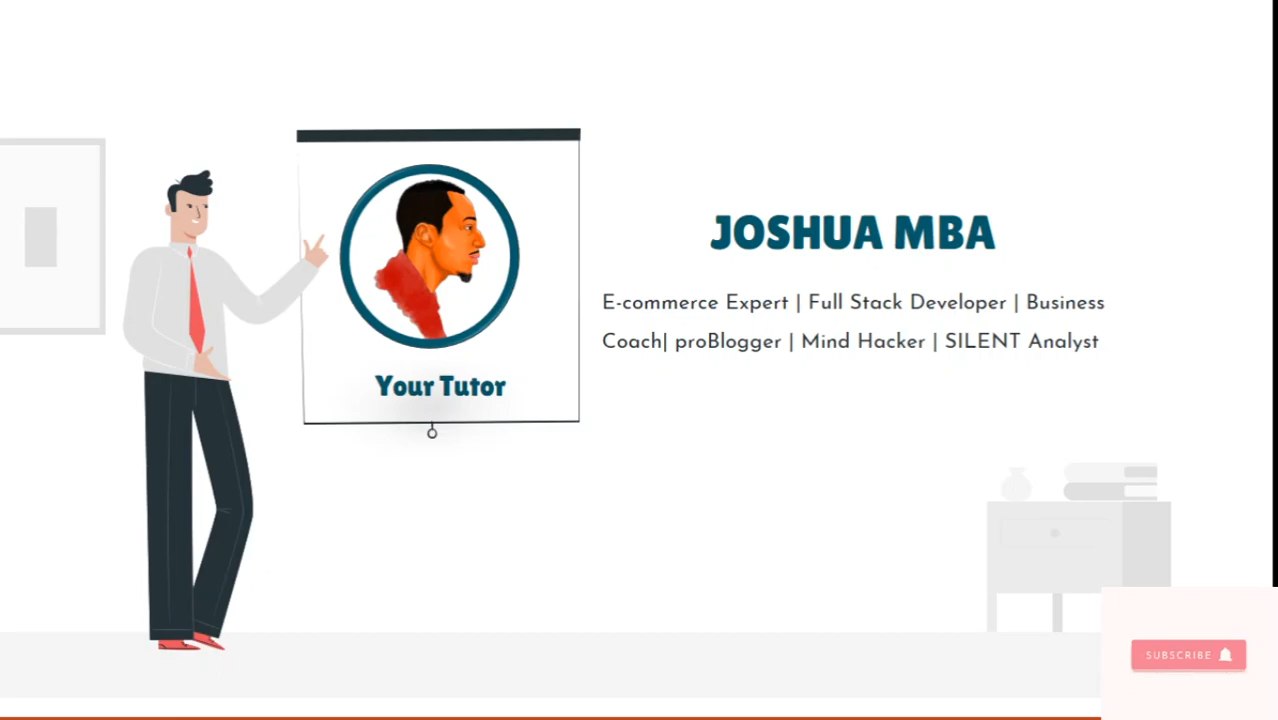 JOSHUA MBA
E-commerce Expert | Full Stack Developer | Business
Coach| proBlogger | Mind Hacker | SILENT Analyst
Your Tutor
SUBSCRIBE